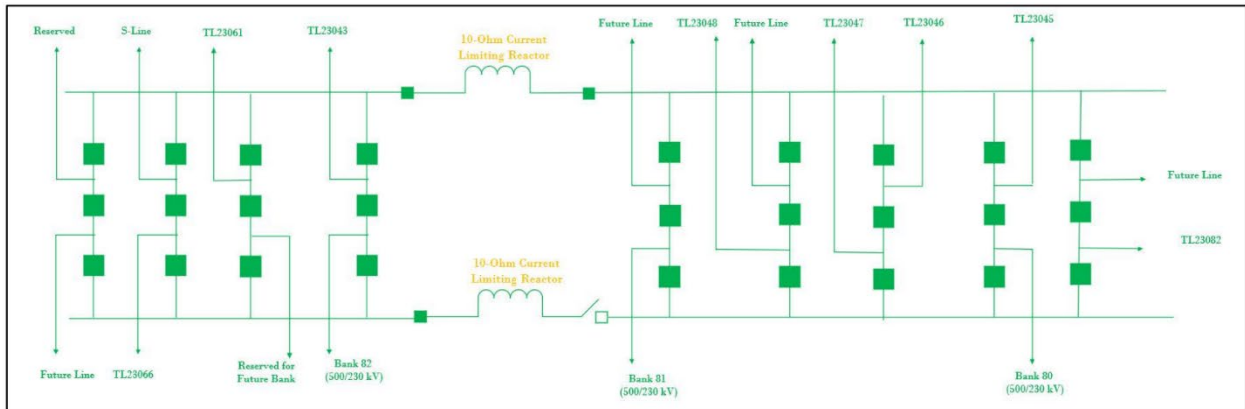 Reserved
S-Line
TL23061
TL23043
10-Ohm Current
Limiting Reactor
Future Line
TL23048
Future Line
TL23047
TL23046
TL23045
Future Line
TL23082
10-Ohm Current
Limiting Reactor
Future Line
TL23066
Reserved for
Future Bank
Bank 82
(500/230 kV)
Bank 81
(500/230 kV)
Bank 80
(500/230 kV)